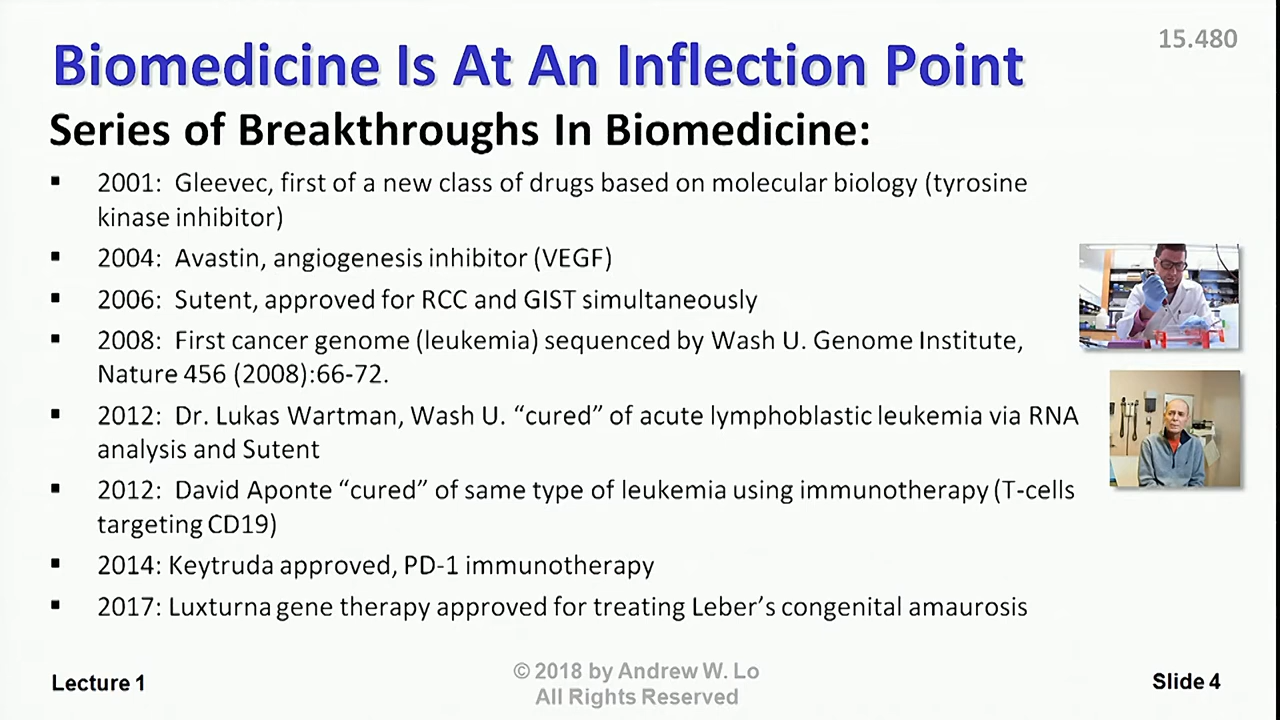 15.480
Biomedicine Is At An Inflection Point
Series of Breakthroughs In Biomedicine:
▪ 2001: Gleevec, first of a new class of drugs based on molecular biology (tyrosine
kinase inhibitor)
▪ 2004: Avastin, angiogenesis inhibitor (VEGF)
▪ 2006: Sutent, approved for RCC and GIST simultaneously
▪ 2008: First cancer genome (leukemia) sequenced by Wash U. Genome Institute,
Nature 456 (2008):66-72.
▪ 2012: Dr. Lukas Wartman, Wash U. “cured” of acute lymphoblastic leukemia via RNA
analysis and Sutent
▪ 2012: David Aponte “cured” of same type of leukemia using immunotherapy (T-cells
targeting CD19)
▪ 2014: Keytruda approved, PD-1 immunotherapy
▪ 2017: Luxturna gene therapy approved for treating Leber’s congenital amaurosis
Lecture 1
© 2018 by Andrew W. Lo
All Rights Reserved
Slide 4